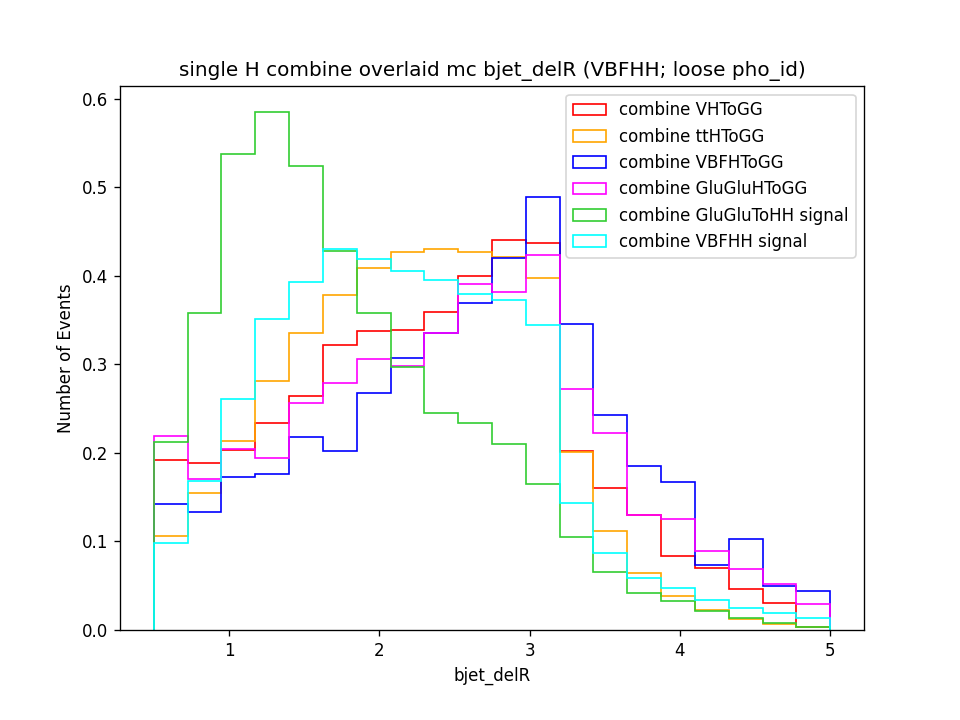 single H combine overlaid mc bjet_delR (VBFHH; loose pho_id)
0.6
0.5
0.4
0.3
0.2
0.1
0.0
Number of Events
combine VHToGG
combine ttHToGG
combine VBFHToGG
combine GluGluHToGG
combine GluGluToHH signal
combine VBFHH signal
1 2 3 4 5
bjet_delR